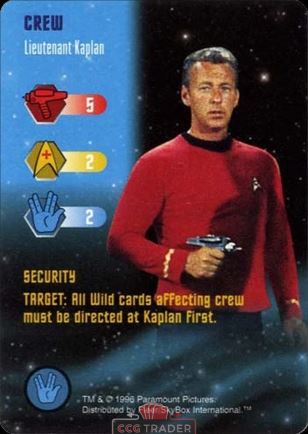 CREW
Lieutenant Kaplan
5
2
2
SECURITY
TARGET: All Wild cards affecting crew
must be directed at Kaplan first.
TM & © 1996 Paramount Pictures.
Distributed by Fleer/SkyBox International.™
CCG TRADER